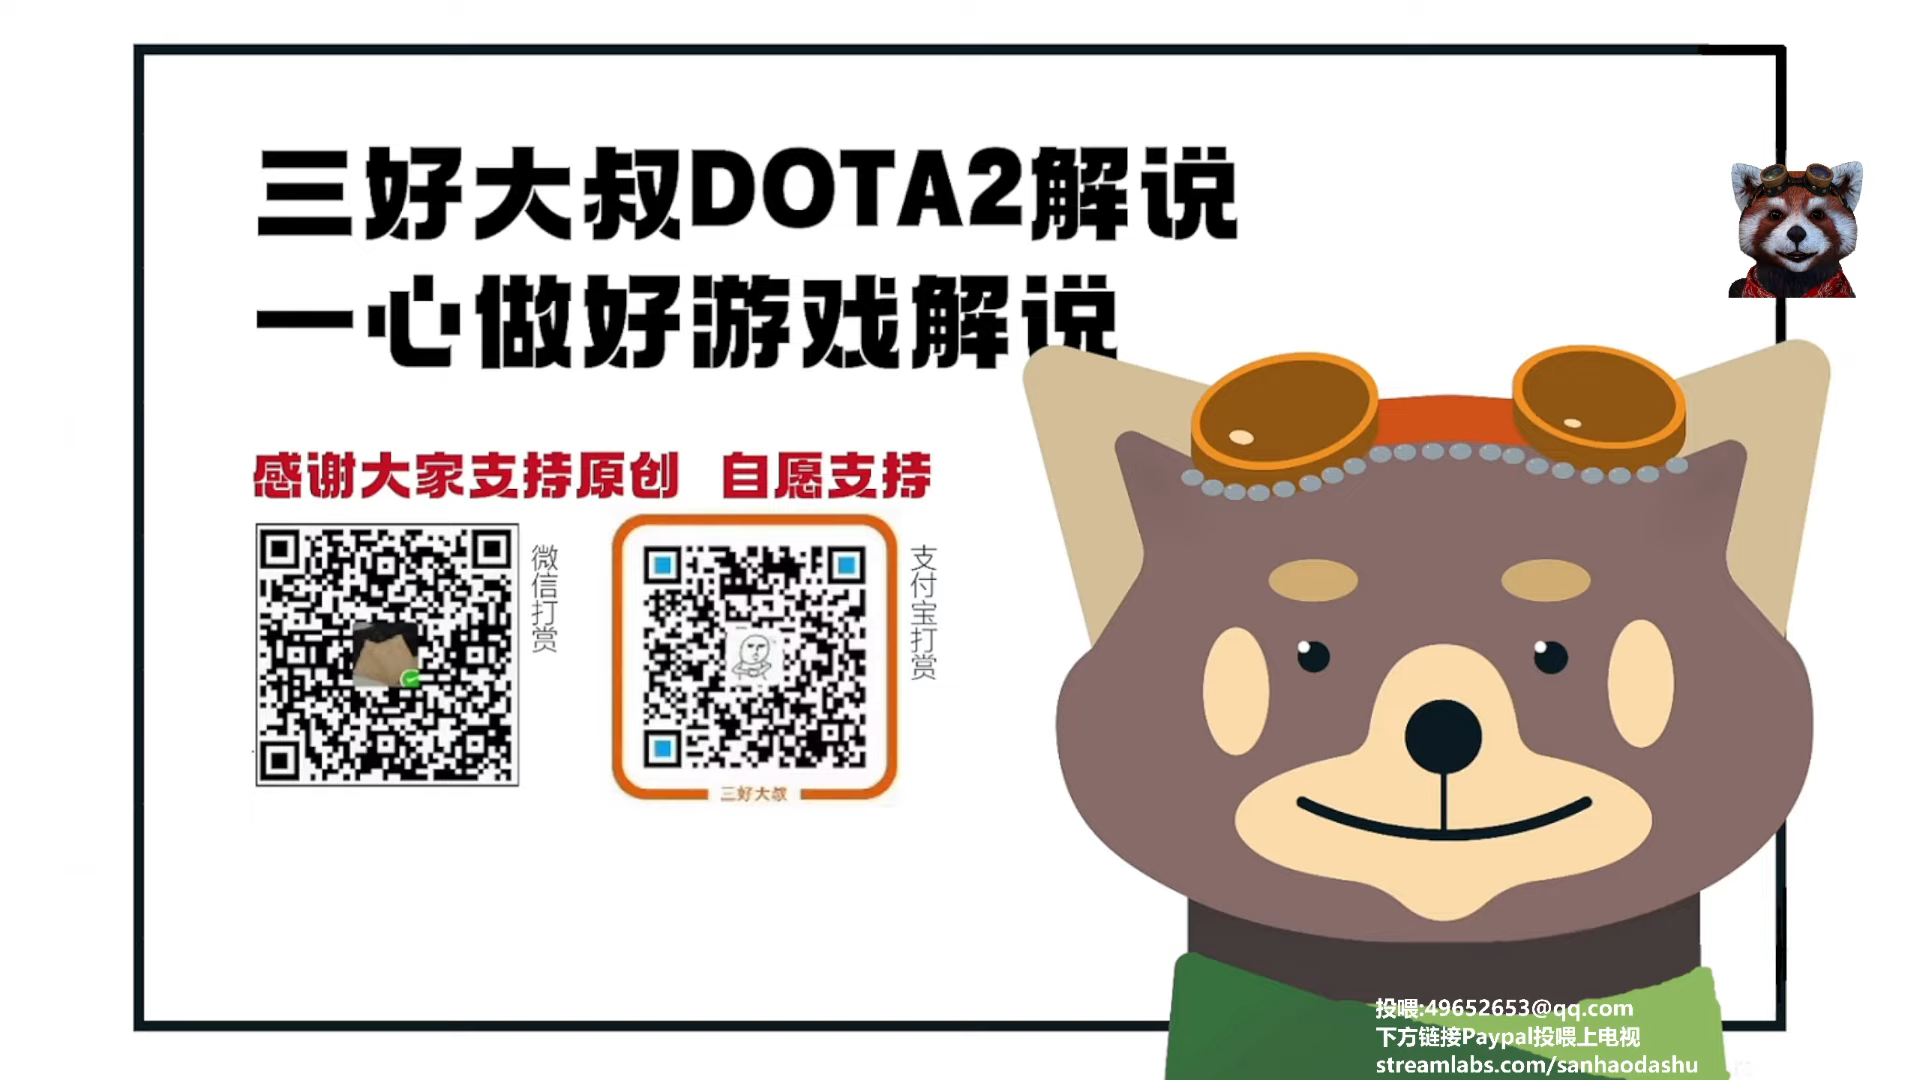 三好大叔DOTA2解说
一心做好游戏解说
感谢大家支持原创 自愿支持
微信打赏
支付宝打赏
三好大叔
投喂:49652653@qq.com
下方链接Paypal投喂上电视
streamlabs.com/sanhaodashu